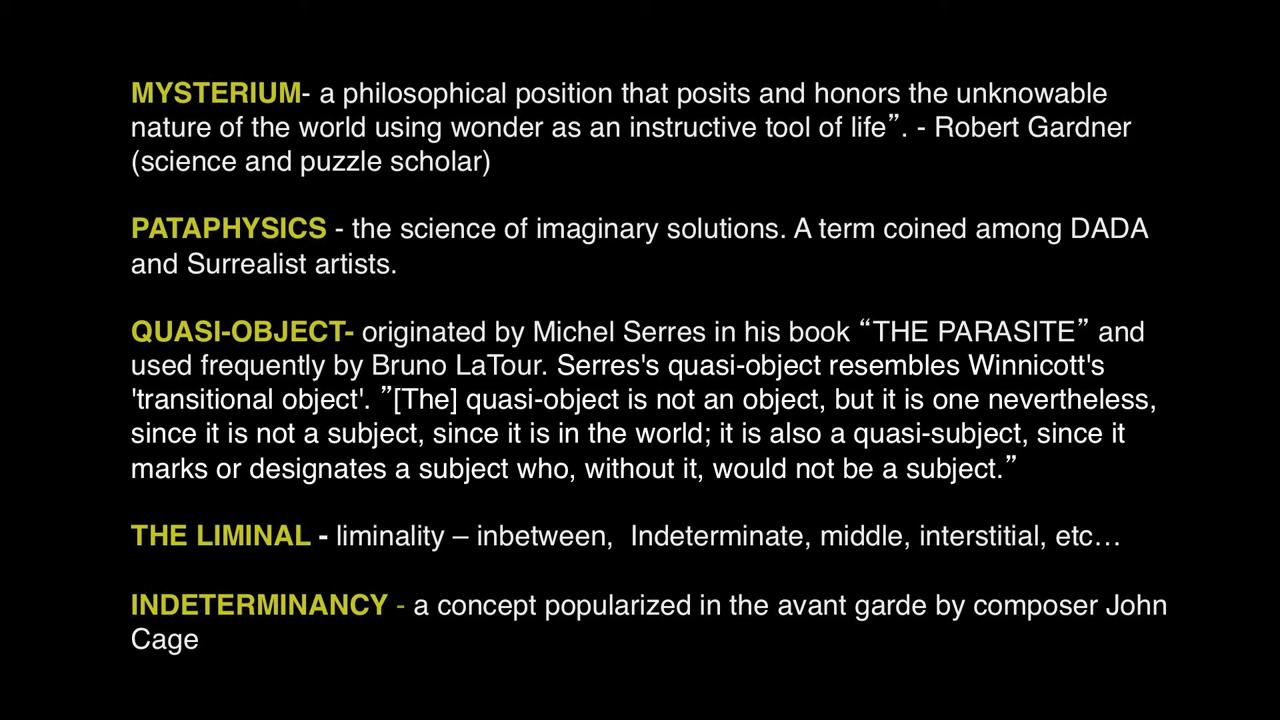 MYSTERIUM- a philosophical position that posits and honors the unknowable
nature of the world using wonder as an instructive tool of life”. - Robert Gardner
(science and puzzle scholar)
PATAPHYSICS - the science of imaginary solutions. A term coined among DADA
and Surrealist artists.
QUASI-OBJECT- originated by Michel Serres in his book “THE PARASITE” and
used frequently by Bruno LaTour. Serres's quasi-object resembles Winnicott's
'transitional object'. ”[The] quasi-object is not an object, but it is one nevertheless,
since it is not a subject, since it is in the world; it is also a quasi-subject, since it
marks or designates a subject who, without it, would not be a subject.”
THE LIMINAL - liminality – inbetween, Indeterminate, middle, interstitial, etc…
INDETERMINANCY - a concept popularized in the avant garde by composer John
Cage